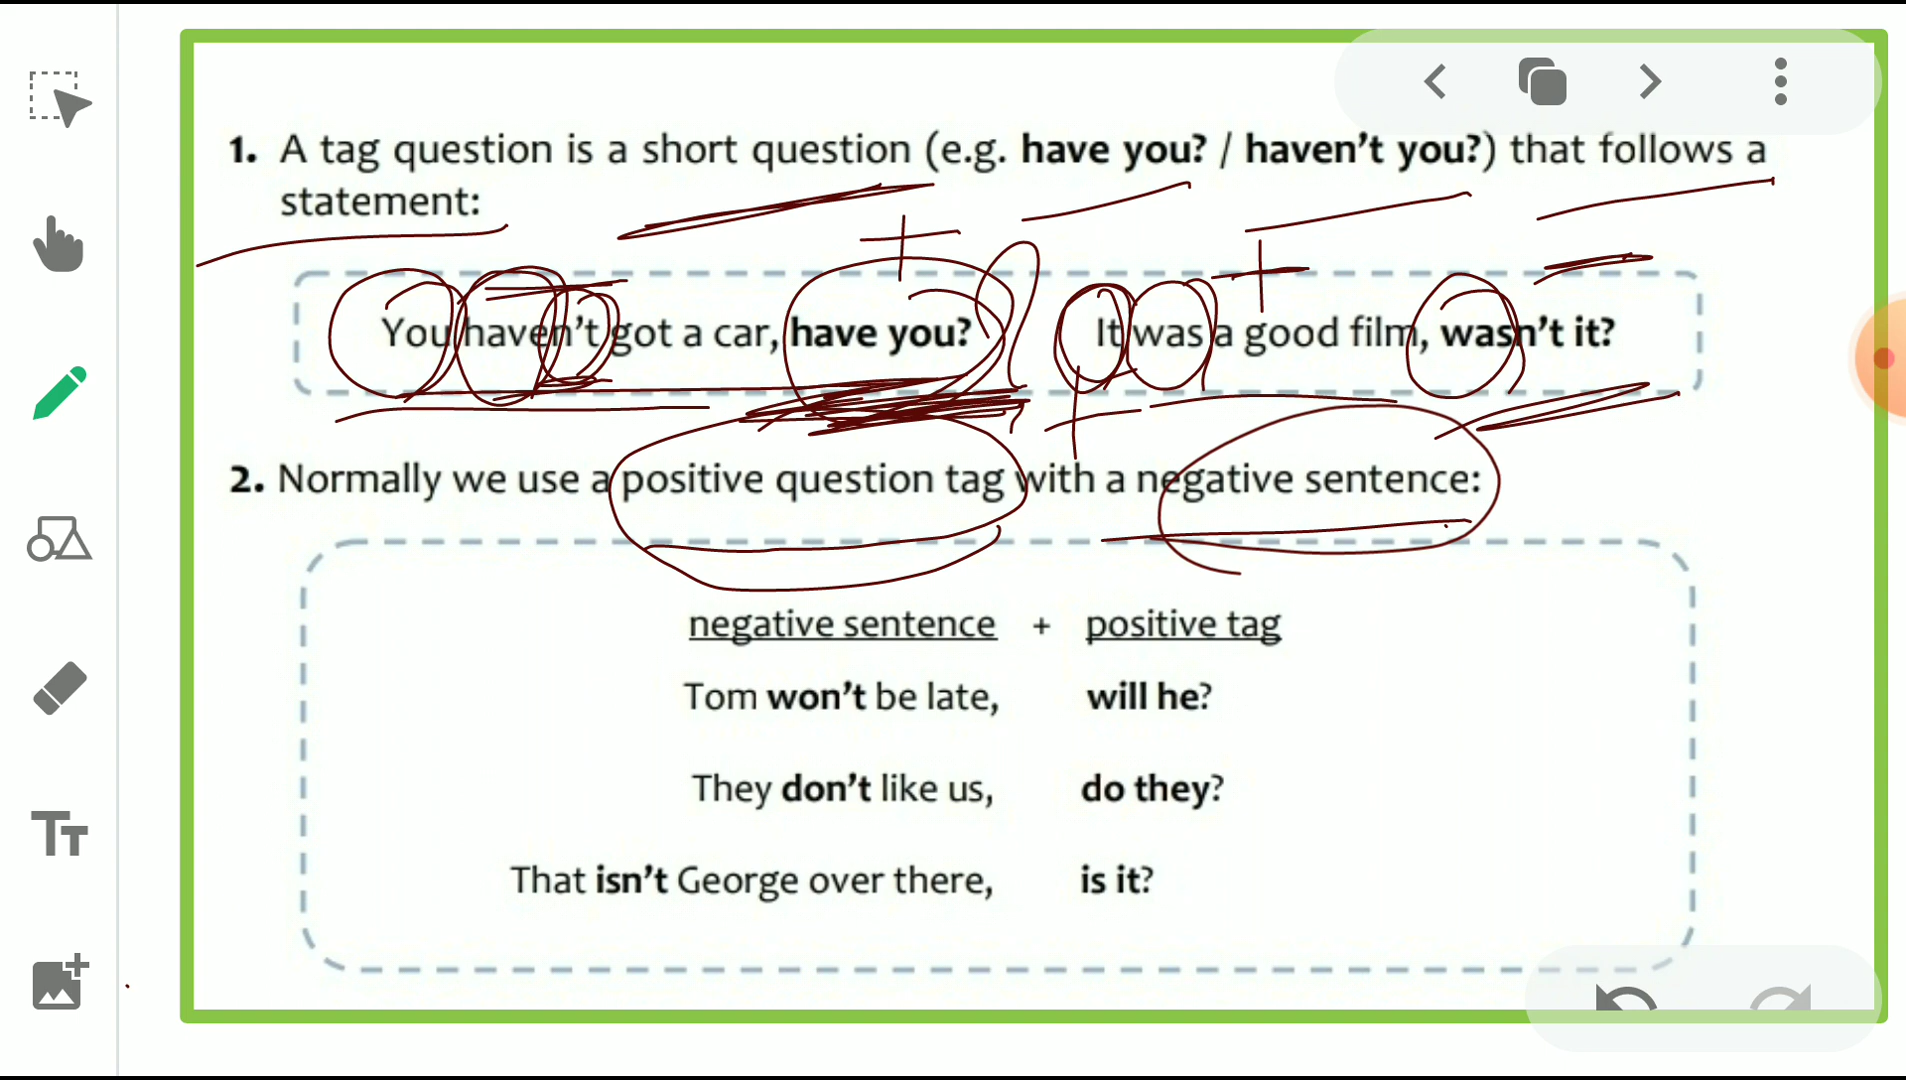 1. A tag question is a short question (e.g. have you? / haven't you?) that follows a
statement:
You haven't got a car, have you? It was a good film, wasn't it?
2. Normally we use a positive question tag with a negative sentence:
negative sentence + positive tag
Tom won't be late, will he?
They don't like us, do they?
That isn't George over there, is it?